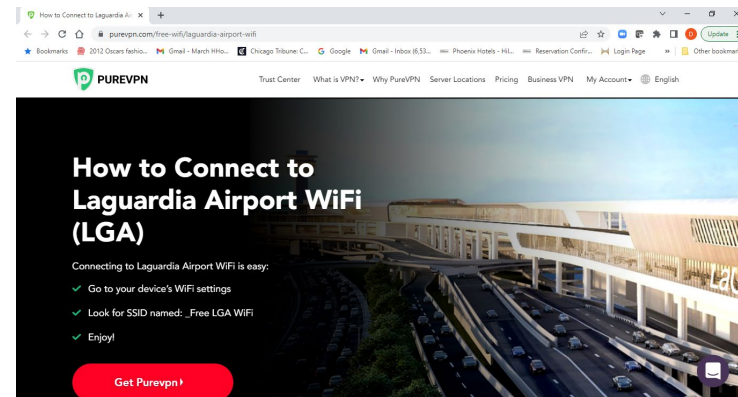 How to Connect to Laguardia Air
purevpn.com/free-wifi/laguardia-airport-wifi
Update
Bookmarks 2012 Oscars fashio... Gmail - March HHo... Chicago Tribune: C... Google Gmail - Inbox (6,53... Phoenix Hotels - Hil... Reservation Confir... Login Page » Other bookmar
PUREVPN
Trust Center What is VPN? Why PureVPN Server Locations Pricing Business VPN My Account English
How to Connect to
Laguardia Airport WiFi
(LGA)
Connecting to Laguardia Airport WiFi is easy:
Go to your device's WiFi settings
Look for SSID named: _Free LGA WiFi
Enjoy!
Get Purevpn